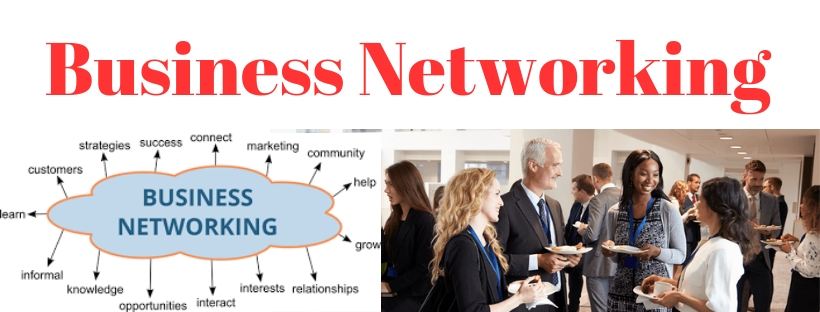 Business Networking
connect
success
strategies
marketing
community
customers
help
BUSINESS
NETWORKING
learn
grow
informal
knowledge
interests
relationships
opportunities
interact